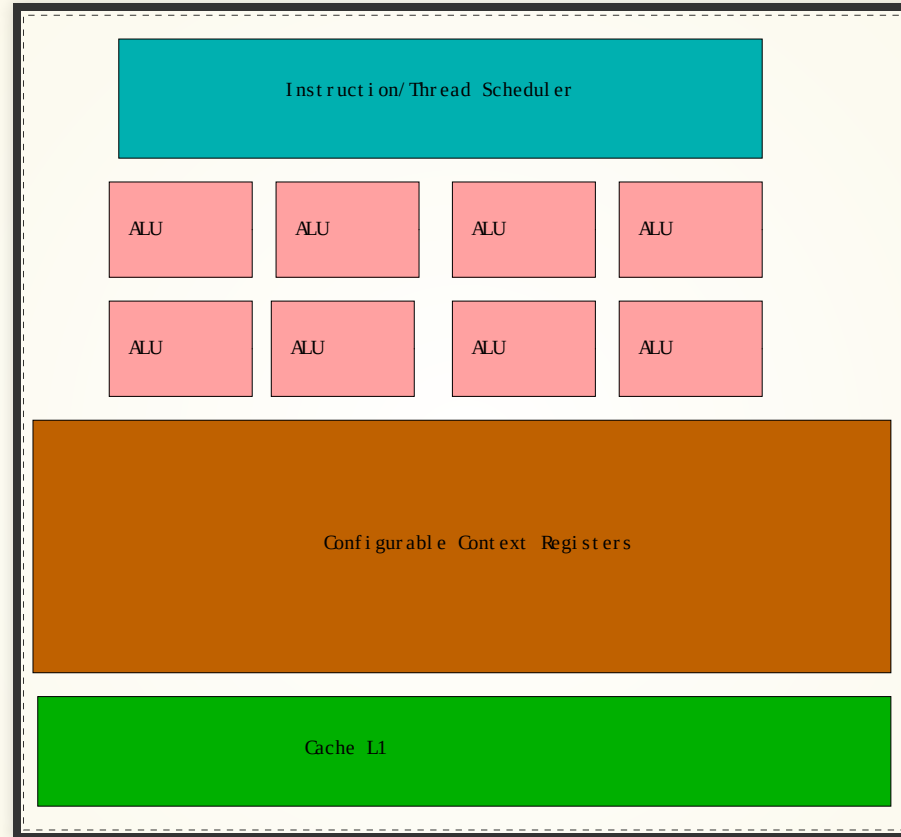 Instruction/Thread Scheduler
ALU ALU ALU ALU
ALU ALU ALU ALU
Configurable Context Registers
Cache L1